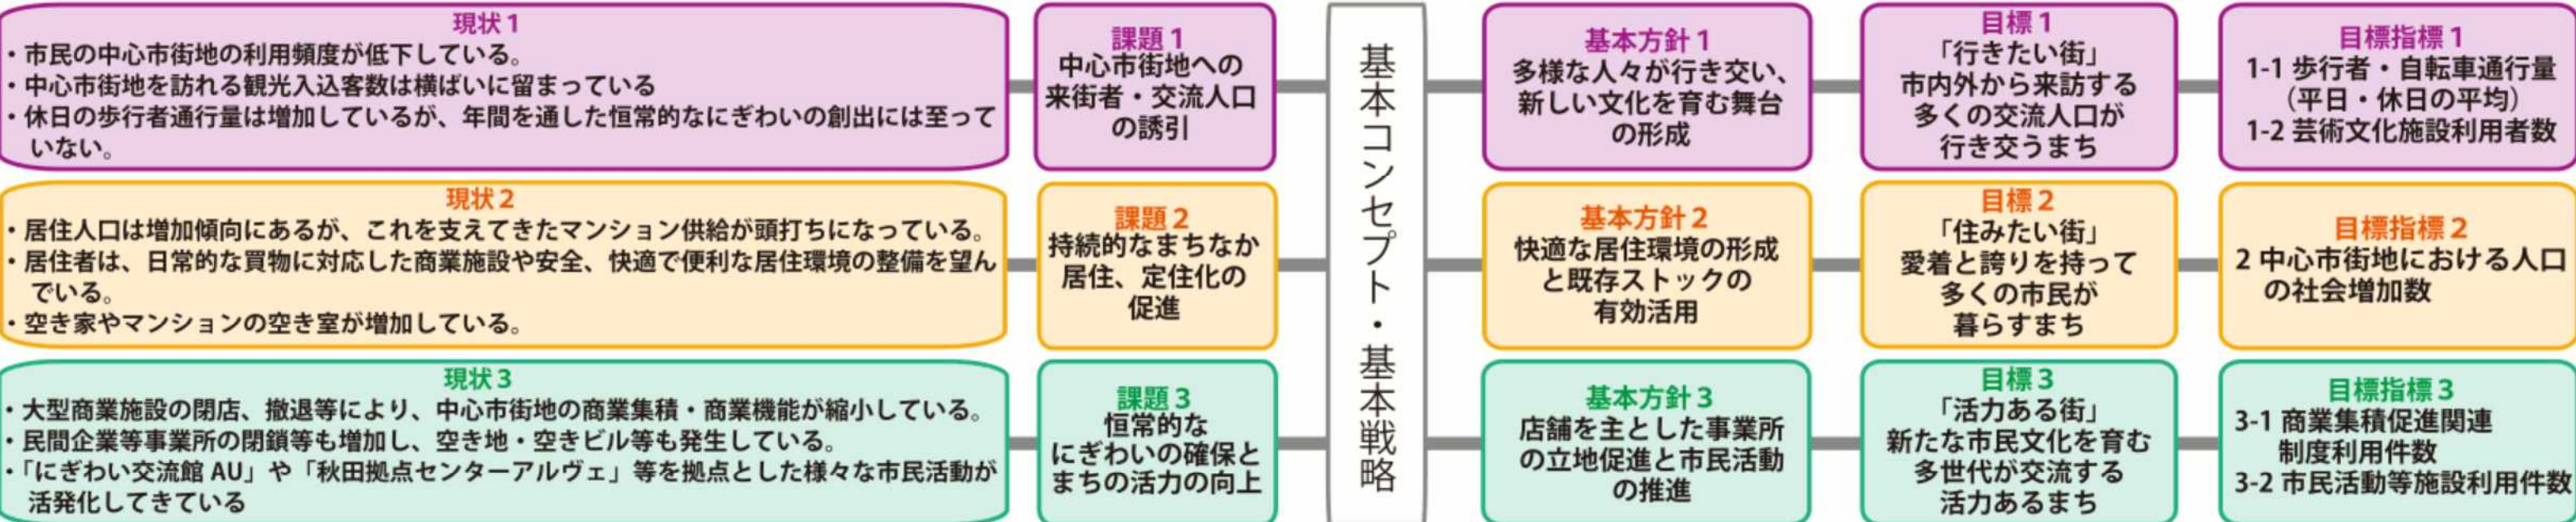 現状1
・市民の中心市街地の利用頻度が低下している。
・中心市街地を訪れる観光入込客数は横ばいに留まっている
・休日の歩行者通行量は増加しているが、年間を通した恒常的なにぎわいの創出には至って
いない。
課題1
中心市街地への
来街者・交流人口
の誘引
基本コンセプト・基本戦略
基本方針1
多様な人々が行き交い、
新しい文化を育む舞台
の形成
目標1
「行きたい街」
市内外から来訪する
多くの交流人口が
行き交うまち
目標指標1
1-1 歩行者・自転車通行量
(平日・休日の平均)
1-2 芸術文化施設利用者数
現状2
・居住人口は増加傾向にあるが、これを支えてきたマンション供給が頭打ちになっている。
・居住者は、日常的な買物に対応した商業施設や安全、快適で便利な居住環境の整備を望ん
でいる。
・空き家やマンションの空き室が増加している。
課題2
持続的なまちなか
居住、定住化の
促進
基本方針2
快適な居住環境の形成
と既存ストックの
有効活用
目標2
「住みたい街」
愛着と誇りを持って
多くの市民が
暮らすまち
目標指標2
2 中心市街地における人口
の社会増加数
現状3
・大型商業施設の閉店、撤退等により、中心市街地の商業集積・商業機能が縮小している。
・民間企業等事業所の閉鎖等も増加し、空き地・空きビル等も発生している。
・「にぎわい交流館 AU」や「秋田拠点センターアルヴェ」等を拠点とした様々な市民活動が
活発化してきている
課題3
恒常的な
にぎわいの確保と
まちの活力の向上
基本方針3
店舗を主とした事業所
の立地促進と市民活動
の推進
目標3
「活力ある街」
新たな市民文化を育む
多世代が交流する
活力あるまち
目標指標3
3-1 商業集積促進関連
制度利用件数
3-2 市民活動等施設利用件数